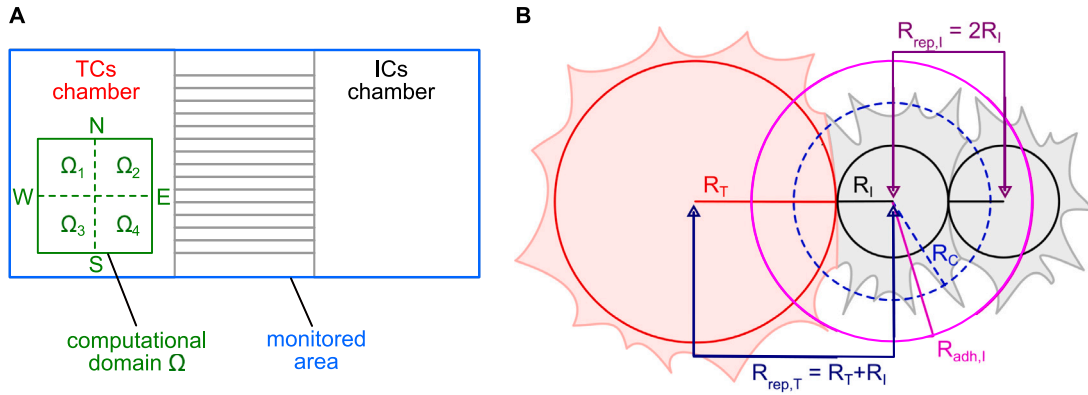 A
TCs
chamber
ICs
chamber
N
Ω1
Ω2
W
E
Ω3
Ω4
S
computational
domain Ω
monitored
area
B
Rrep,I = 2RI
RT
RI
RC
Radh,I
Rrep,T = RT+RI